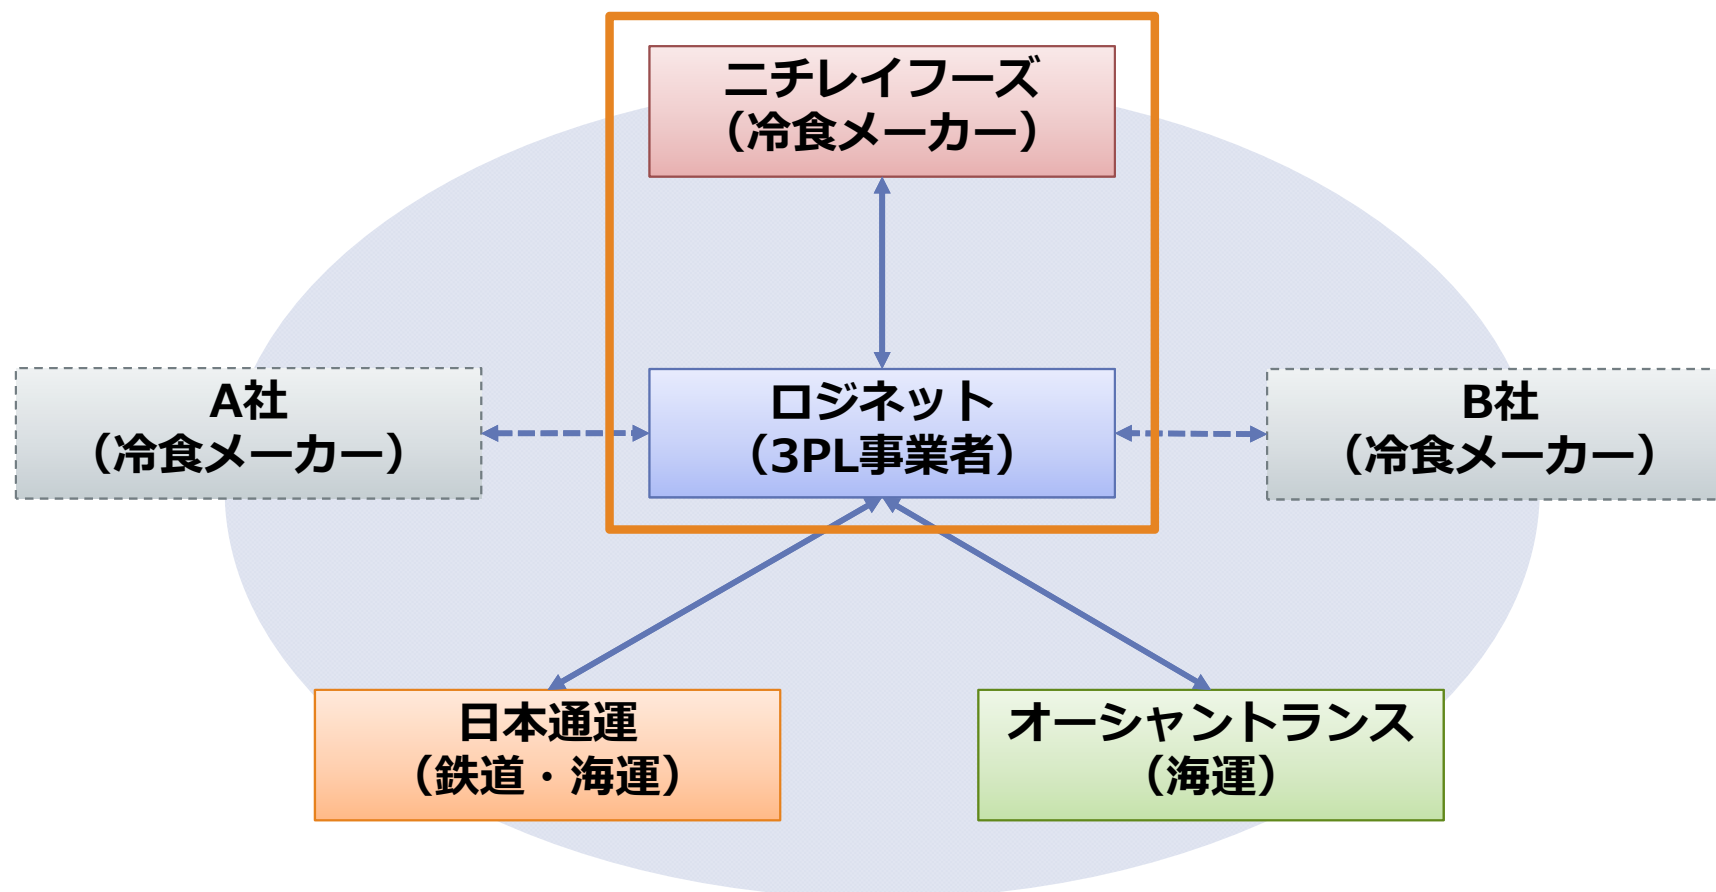 ニチレイフーズ
（冷食メーカー）
A社
（冷食メーカー）
ロジネット
（3PL事業者）
B社
（冷食メーカー）
日本通運
（鉄道・海運）
オーシャントランス
（海運）